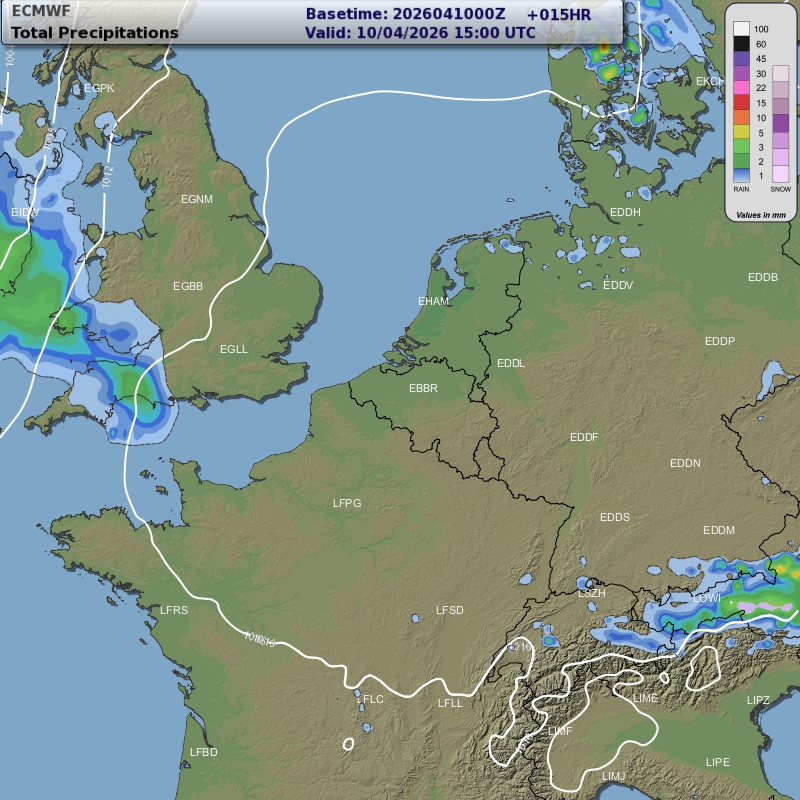 ECMWF
Total Precipitations
Basetime: 2026041000Z +015HR
Valid: 10/04/2026 15:00 UTC
100
60
45
30
22
15
10
5
3
2
1
RAIN SNOW
Values in mm
EGPK
EKCH
1012
EIDW
EGNM
EDDH
EGBB
EDDV
EDDB
EHAM
EGLL
EDDP
EDDL
EBBR
EDDF
EDDN
LFPG
EDDS
EDDM
LSZH
LOWI
LFRS
LFSD
1016
LFLC
LFLL
LIME
LIPZ
LIMF
LFBD
LIPE
LIMJ